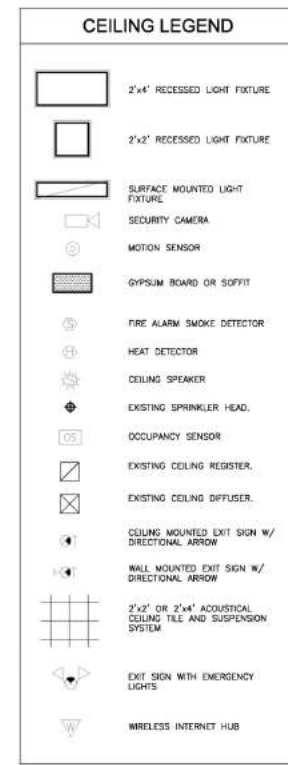 CEILING LEGEND
2'x4' RECESSED LIGHT FIXTURE
2'x2' RECESSED LIGHT FIXTURE
SURFACE MOUNTED LIGHT
FIXTURE
SECURITY CAMERA
MOTION SENSOR
GYPSUM BOARD OR SOFFIT
S FIRE ALARM SMOKE DETECTOR
H HEAT DETECTOR
S CEILING SPEAKER
EXISTING SPRINKLER HEAD.
OS OCCUPANCY SENSOR
EXISTING CEILING REGISTER.
EXISTING CEILING DIFFUSER.
CEILING MOUNTED EXIT SIGN W/
DIRECTIONAL ARROW
WALL MOUNTED EXIT SIGN W/
DIRECTIONAL ARROW
2'x2' OR 2'x4' ACOUSTICAL
CEILING TILE AND SUSPENSION
SYSTEM
EXIT SIGN WITH EMERGENCY
LIGHTS
W WIRELESS INTERNET HUB